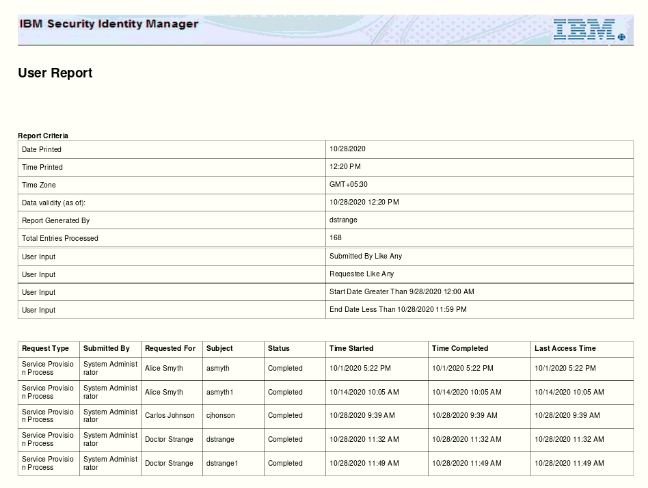 IBM Security Identity Manager
IBM
User Report
Report Criteria
Date Printed 10/28/2020
Time Printed 12:20 PM
Time Zone GMT+05:30
Data validity (as of): 10/28/2020 12:20 PM
Report Generated By dstrange
Total Entries Processed 168
User Input Submitted By Like Any
User Input Requestee Like Any
User Input Start Date Greater Than 9/28/2020 12:00 AM
User Input End Date Less Than 10/28/2020 11:59 PM
Request Type Submitted By Requested For Subject Status Time Started Time Completed Last Access Time
Service Provisio System Administ
n Process rator Alice Smyth asmyth Completed 10/1/2020 5:22 PM 10/1/2020 5:22 PM 10/1/2020 5:22 PM
Service Provisio System Administ
n Process rator Alice Smyth asmyth1 Completed 10/14/2020 10:05 AM 10/14/2020 10:05 AM 10/14/2020 10:05 AM
Service Provisio System Administ
n Process rator Carlos Johnson cjhonson Completed 10/28/2020 9:39 AM 10/28/2020 9:39 AM 10/28/2020 9:39 AM
Service Provisio System Administ
n Process rator Doctor Strange dstrange Completed 10/28/2020 11:32 AM 10/28/2020 11:32 AM 10/28/2020 11:32 AM
Service Provisio System Administ
n Process rator Doctor Strange dstrange1 Completed 10/28/2020 11:49 AM 10/28/2020 11:49 AM 10/28/2020 11:49 AM